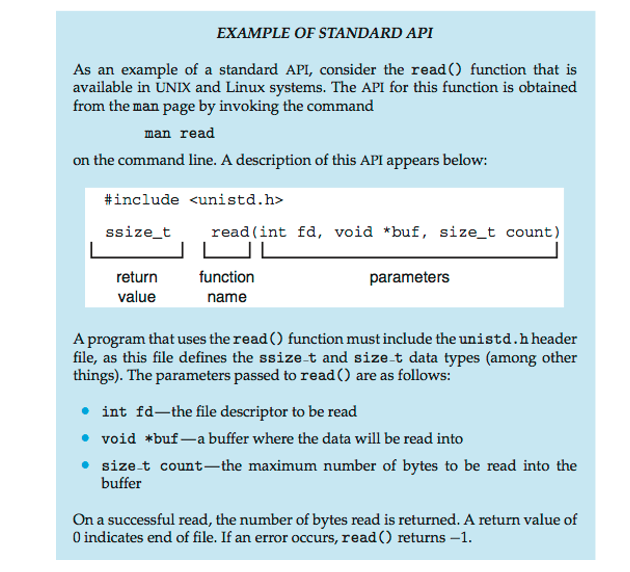 EXAMPLE OF STANDARD API
As an example of a standard API, consider the read() function that is
available in UNIX and Linux systems. The API for this function is obtained
from the man page by invoking the command
man read
on the command line. A description of this API appears below:
#include <unistd.h>
ssize_t read(int fd, void *buf, size_t count)
return function parameters
value name
A program that uses the read() function must include the unistd.h header
file, as this file defines the ssize_t and size_t data types (among other
things). The parameters passed to read() are as follows:
• int fd—the file descriptor to be read
• void *buf—a buffer where the data will be read into
• size_t count—the maximum number of bytes to be read into the
buffer
On a successful read, the number of bytes read is returned. A return value of
0 indicates end of file. If an error occurs, read() returns −1.